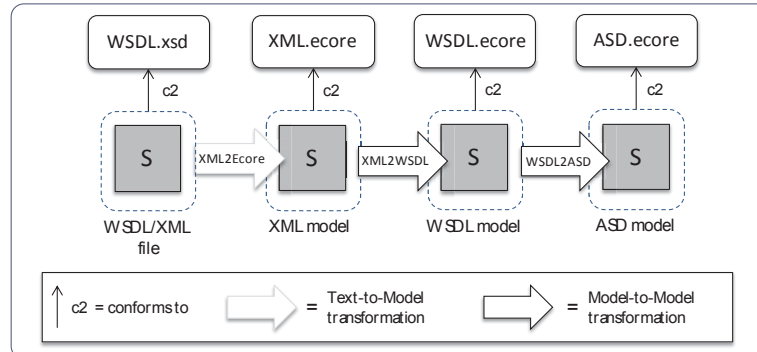 WSDL.xsd
XML.ecore
WSDL.ecore
ASD.ecore
c2
c2
c2
c2
S
XML2Ecore
S
XML2WSDL
S
WSDL2ASD
S
WSDL/XML
file
XML model
WSDL model
ASD model
c2 = conforms to
=
Text-to-Model
transformation
=
Model-to-Model
transformation